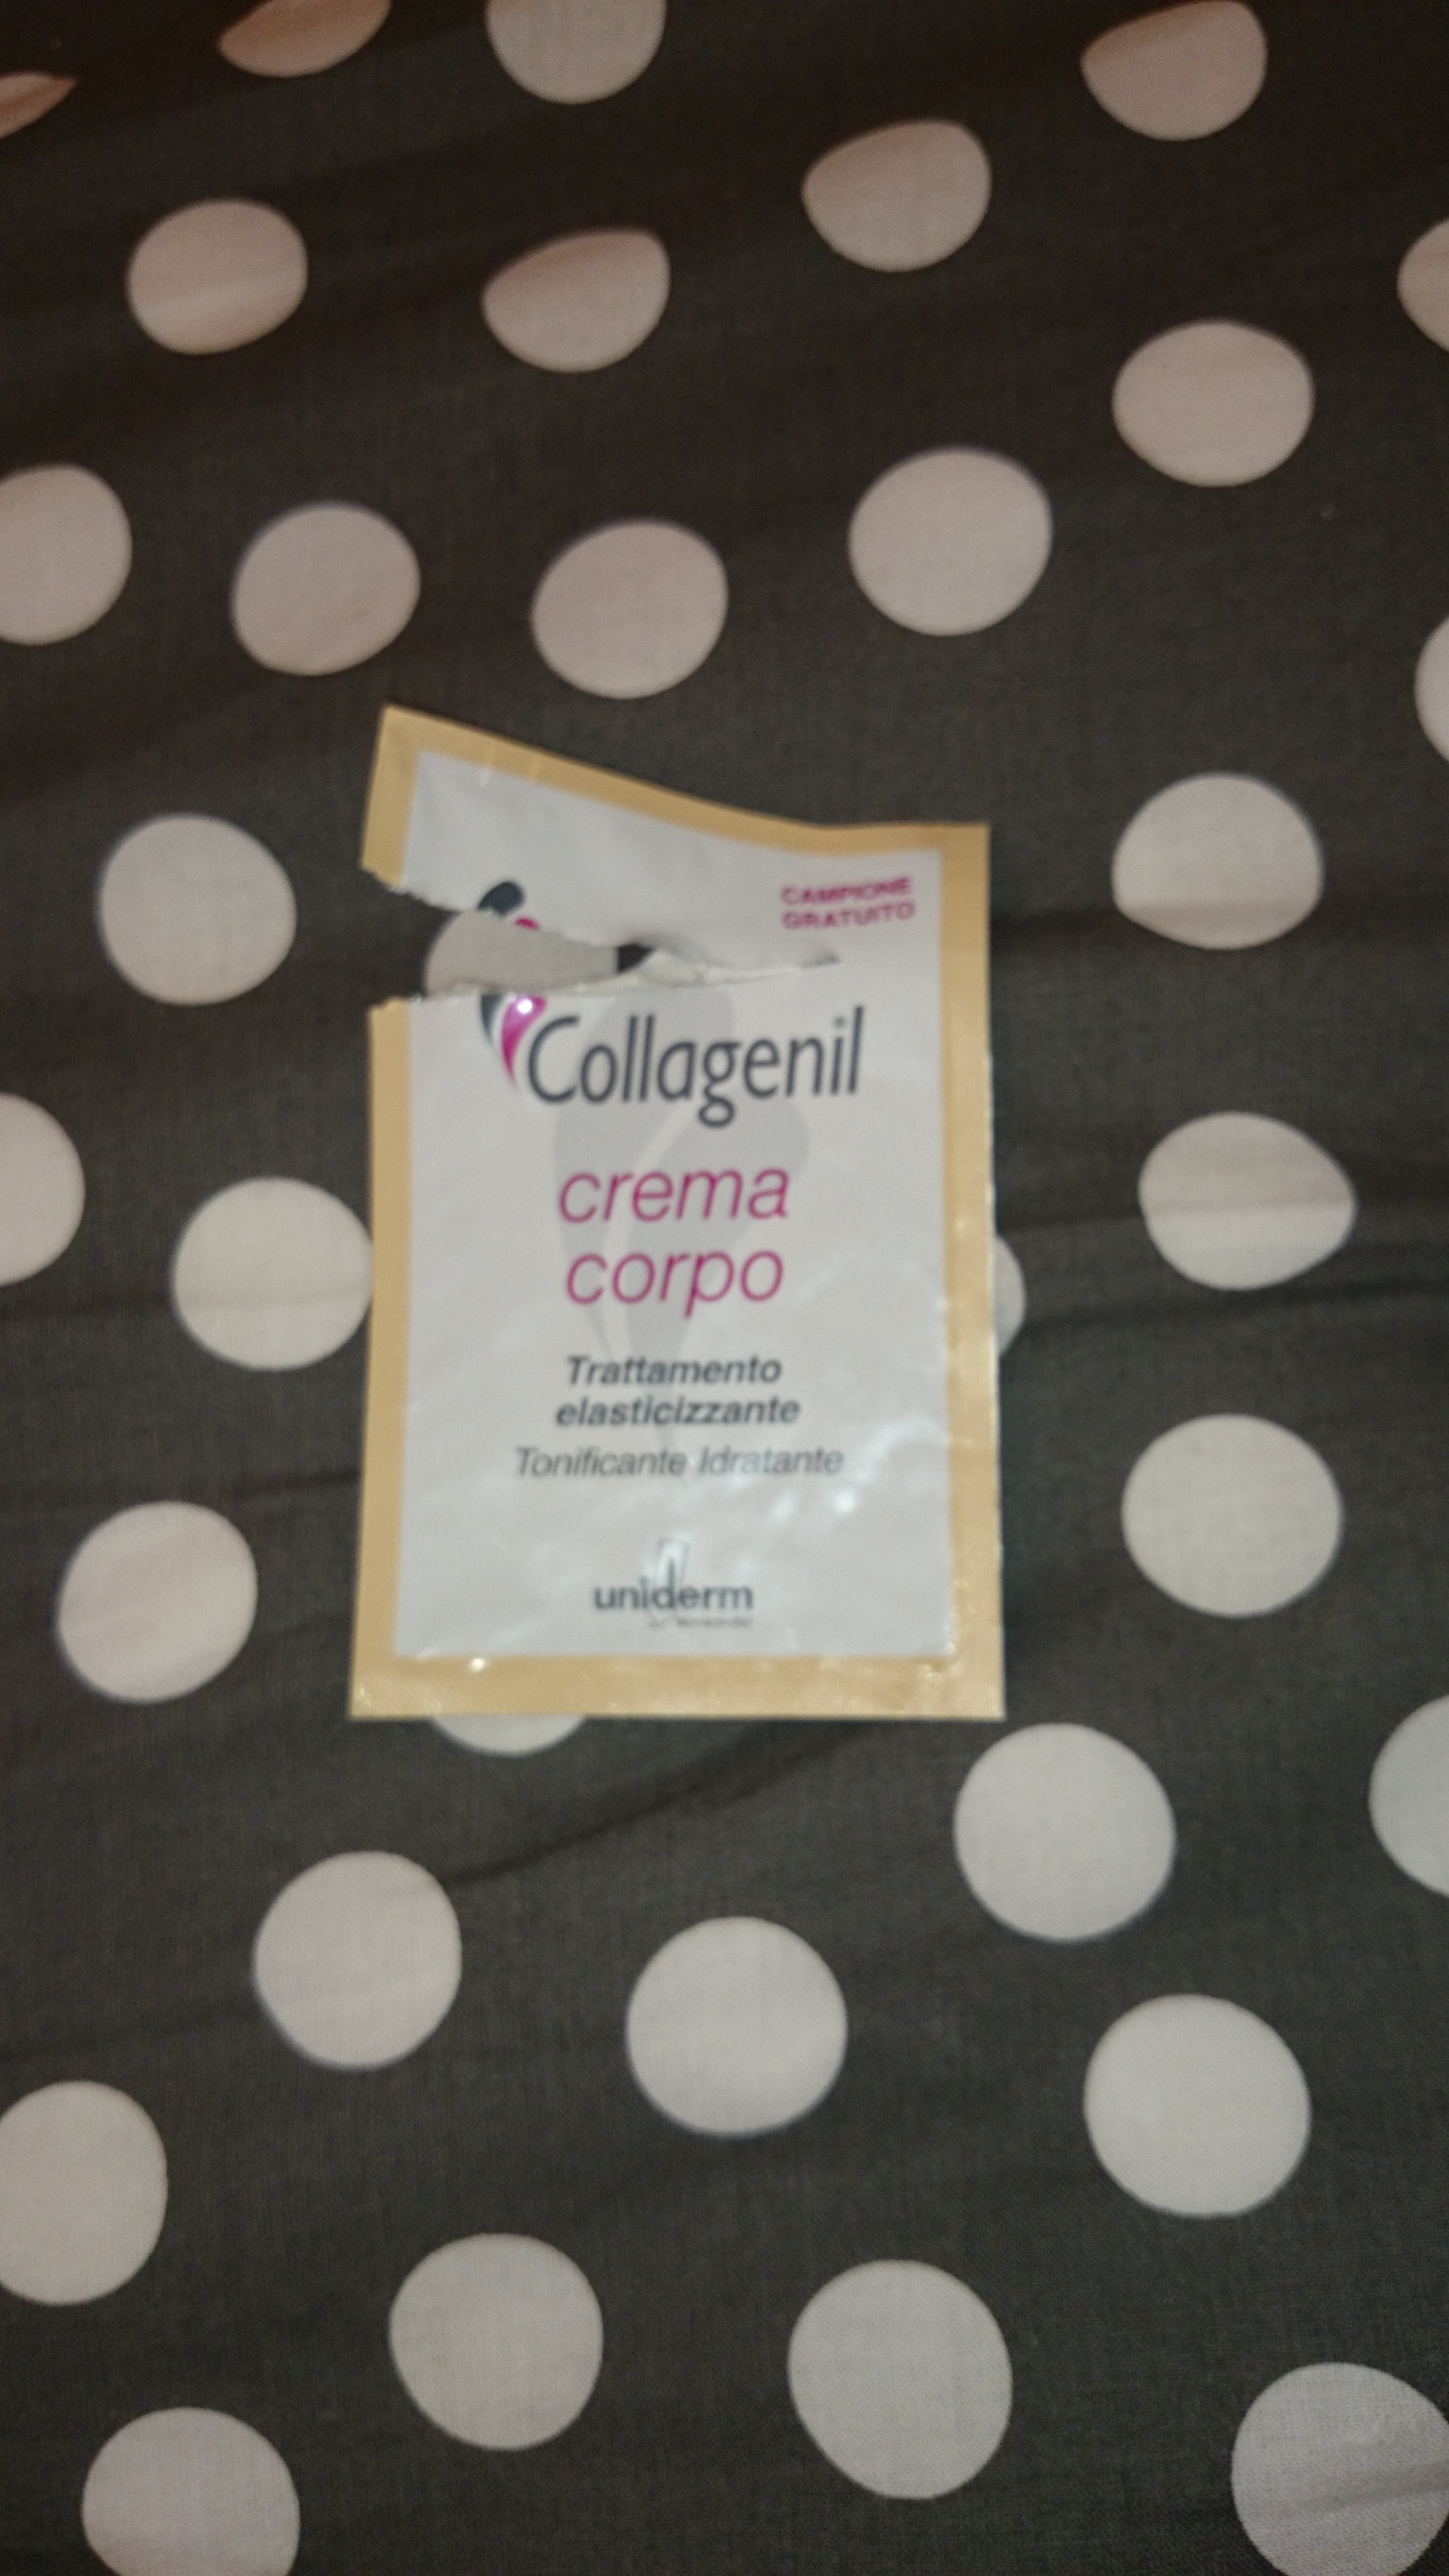 CAMPIONE
GRATUITO
Collagenil
crema
corpo
Trattamento
elasticizzante
Tonificante Idratante
uniderm